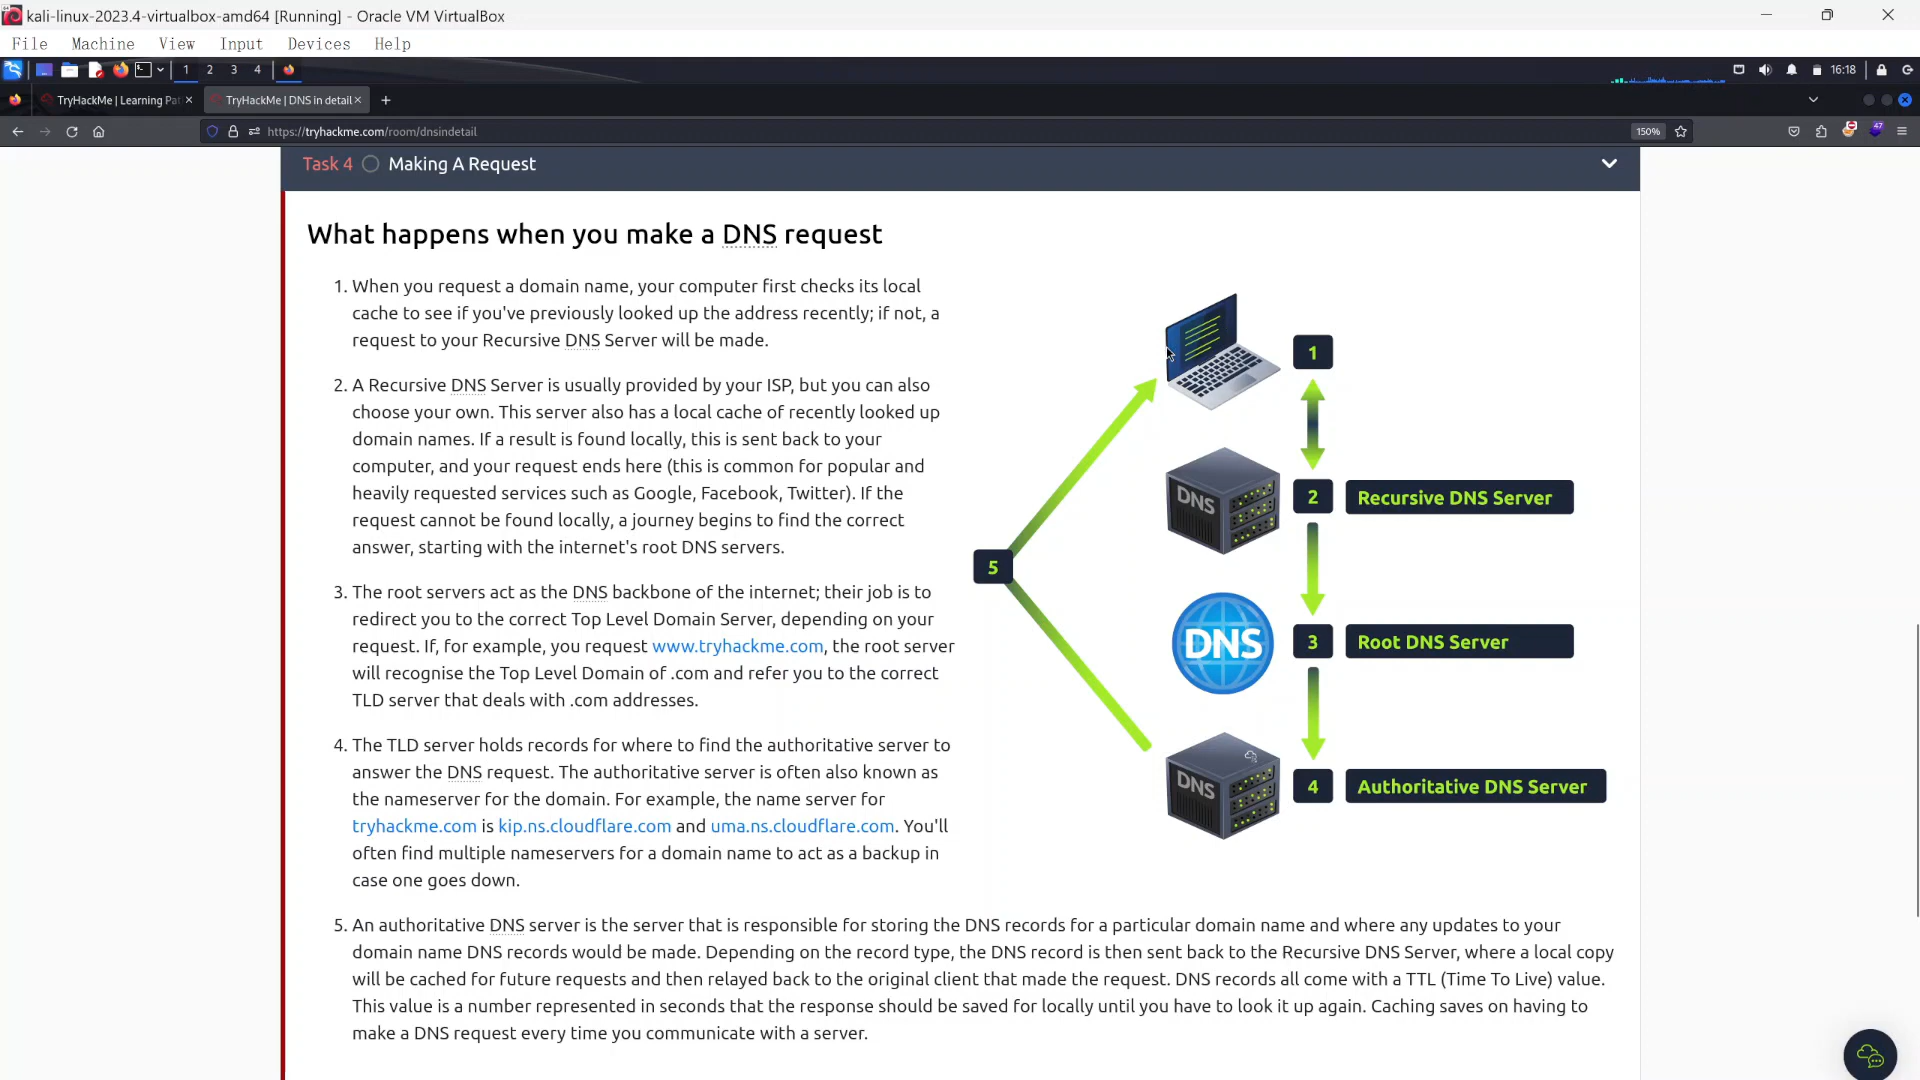 kali-linux-2023.4-virtualbox-amd64 [Running] - Oracle VM VirtualBox
File Machine View Input Devices Help
1 2 3 4 16:18
TryHackMe | Learning Pat TryHackMe | DNS in detail
https://tryhackme.com/room/dnsindetail 150% 47
Task 4 Making A Request
What happens when you make a DNS request
1. When you request a domain name, your computer first checks its local
cache to see if you've previously looked up the address recently; if not, a
request to your Recursive DNS Server will be made.
2. A Recursive DNS Server is usually provided by your ISP, but you can also
choose your own. This server also has a local cache of recently looked up
domain names. If a result is found locally, this is sent back to your
computer, and your request ends here (this is common for popular and
heavily requested services such as Google, Facebook, Twitter). If the
request cannot be found locally, a journey begins to find the correct
answer, starting with the internet's root DNS servers.
3. The root servers act as the DNS backbone of the internet; their job is to
redirect you to the correct Top Level Domain Server, depending on your
request. If, for example, you request www.tryhackme.com, the root server
will recognise the Top Level Domain of .com and refer you to the correct
TLD server that deals with .com addresses.
4. The TLD server holds records for where to find the authoritative server to
answer the DNS request. The authoritative server is often also known as
the nameserver for the domain. For example, the name server for
tryhackme.com is kip.ns.cloudflare.com and uma.ns.cloudflare.com. You'll
often find multiple nameservers for a domain name to act as a backup in
case one goes down.
1
DNS 2 Recursive DNS Server
5
DNS 3 Root DNS Server
DNS 4 Authoritative DNS Server
5. An authoritative DNS server is the server that is responsible for storing the DNS records for a particular domain name and where any updates to your
domain name DNS records would be made. Depending on the record type, the DNS record is then sent back to the Recursive DNS Server, where a local copy
will be cached for future requests and then relayed back to the original client that made the request. DNS records all come with a TTL (Time To Live) value.
This value is a number represented in seconds that the response should be saved for locally until you have to look it up again. Caching saves on having to
make a DNS request every time you communicate with a server.